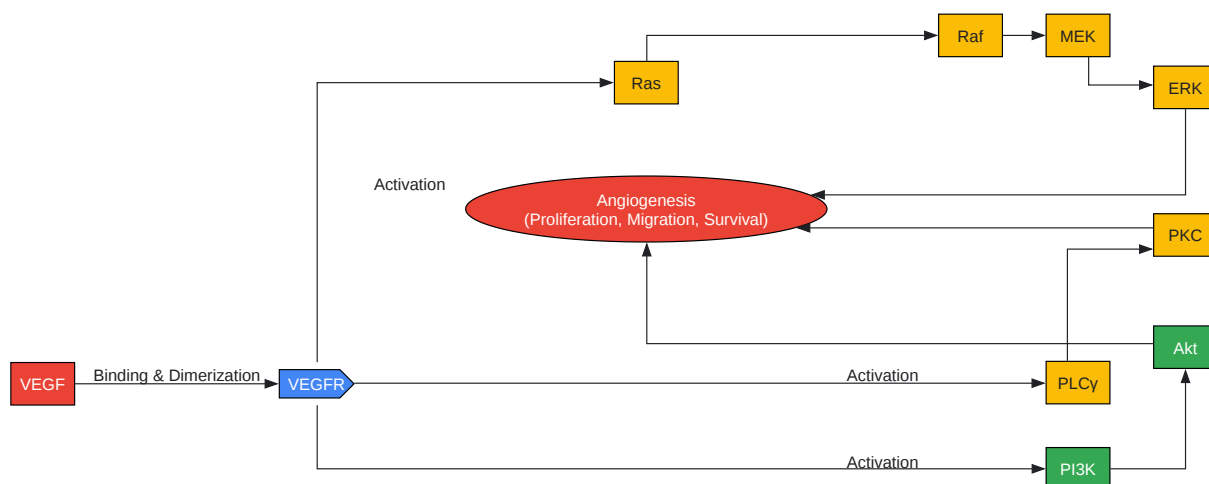 Raf
MEK
Ras
ERK
Activation
Angiogenesis
(Proliferation, Migration, Survival)
PKC
Akt
VEGF
Binding & Dimerization
VEGFR
Activation
PLCγ
Activation
PI3K